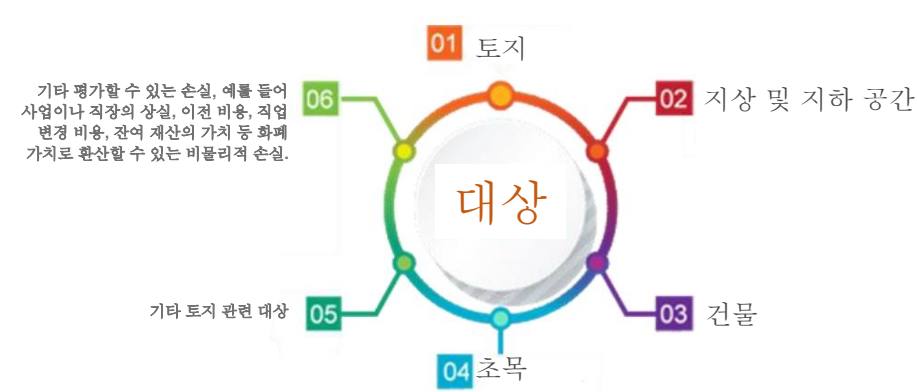 01 토지
02 지상 및 지하 공간
03 건물
04 초목
05 기타 토지 관련 대상
06 기타 평가할 수 있는 손실, 예를 들어
사업이나 직장의 상실, 이전 비용, 직업
변경 비용, 잔여 재산의 가치 등 화폐
가치로 환산할 수 있는 비물리적 손실.
대상